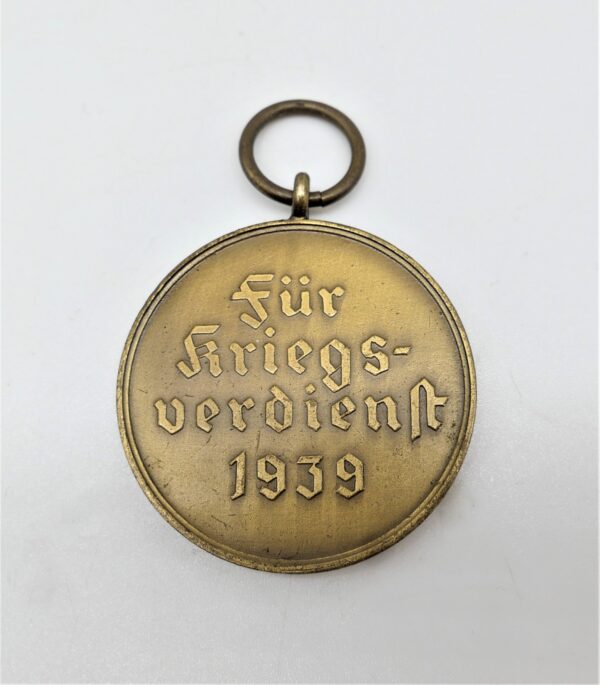 Für
Kriegs-
verdienſt
1939